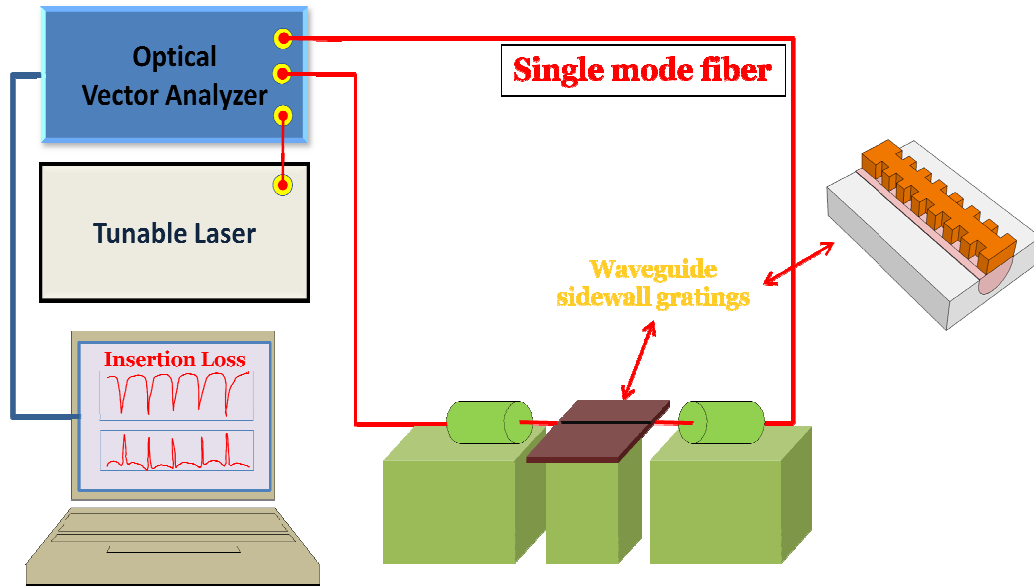 Optical
Vector Analyzer
Single mode fiber
Tunable Laser
Waveguide
sidewall gratings
Insertion Loss